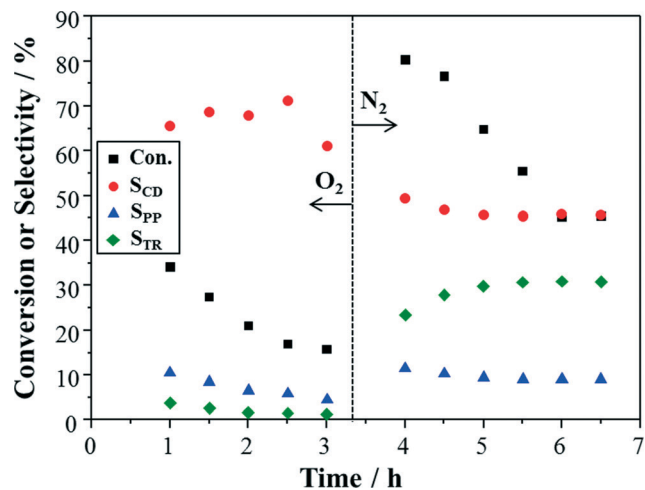 Conversion or Selectivity / %
90
80
70
60
50
40
30
20
10
0
N₂
O₂
Con.
S_CD
S_PP
S_TR
0 1 2 3 4 5 6 7
Time / h